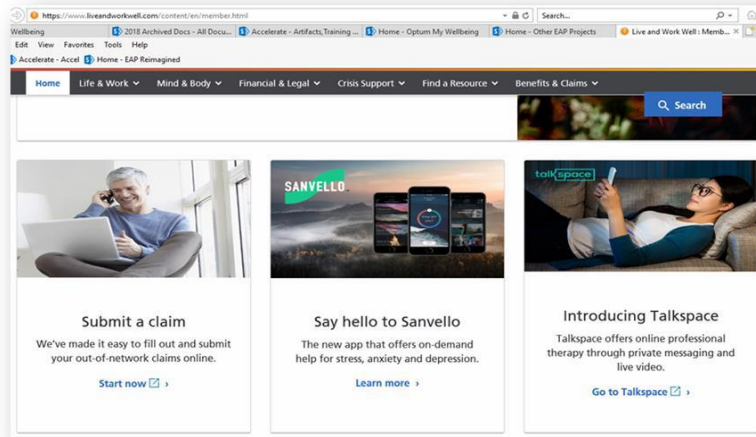 https://www.liveandworkwell.com/content/en/member.html
Search...
Wellbeing
2018 Archived Docs - All Docu...
Accelerate - Artifacts, Training ...
Home - Optum My Wellbeing
Home - Other EAP Projects
Live and Work Well : Memb...
Edit View Favorites Tools Help
Accelerate - Accel Home - EAP Reimagined
Home Life & Work Mind & Body Financial & Legal Crisis Support Find a Resource Benefits & Claims
Search
SANVELLO
talkspace
Submit a claim
We've made it easy to fill out and submit
your out-of-network claims online.
Start now
Say hello to Sanvello
The new app that offers on-demand
help for stress, anxiety and depression.
Learn more
Introducing Talkspace
Talkspace offers online professional
therapy through private messaging and
live video.
Go to Talkspace